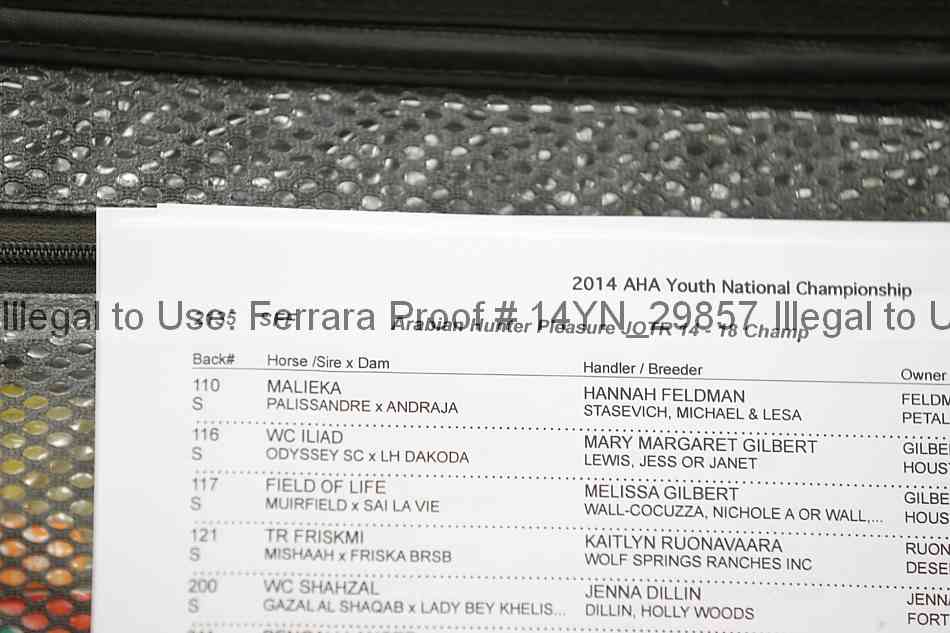 2014 AHA Youth National Championship
Illegal to Use: Ferrara Proof # 14YN_29857 Illegal to U
Arabian Hunter Pleasure JOTR 14 - 18 Champ
Back# Horse /Sire x Dam Handler / Breeder Owner
110 MALIEKA HANNAH FELDMAN FELDM
S PALISSANDRE x ANDRAJA STASEVICH, MICHAEL & LESA PETAL
116 WC ILIAD MARY MARGARET GILBERT GILBE
S ODYSSEY SC x LH DAKODA LEWIS, JESS OR JANET HOUS
117 FIELD OF LIFE MELISSA GILBERT GILBE
S MUIRFIELD x SAI LA VIE WALL-COCUZZA, NICHOLE A OR WALL,... HOUS
121 TR FRISKMI KAITLYN RUONAVAARA RUON
S MISHAAH x FRISKA BRSB WOLF SPRINGS RANCHES INC DESE
200 WC SHAHZAL JENNA DILLIN JENNA
S GAZAL AL SHAQAB x LADY BEY KHELIS... DILLIN, HOLLY WOODS FORT